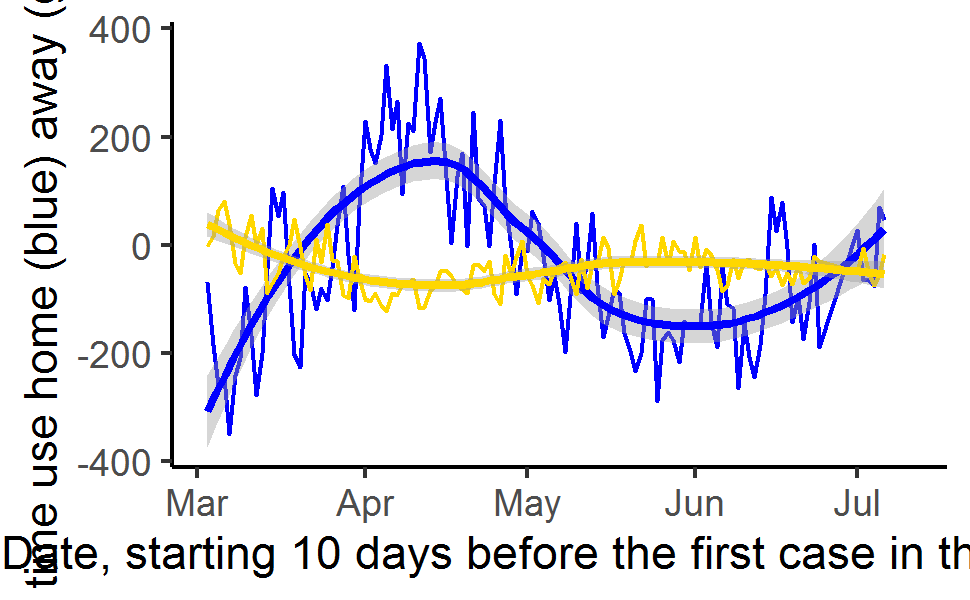 time use home (blue) away (
400
200
0
-200
-400
Mar Apr May Jun Jul
Date, starting 10 days before the first case in th